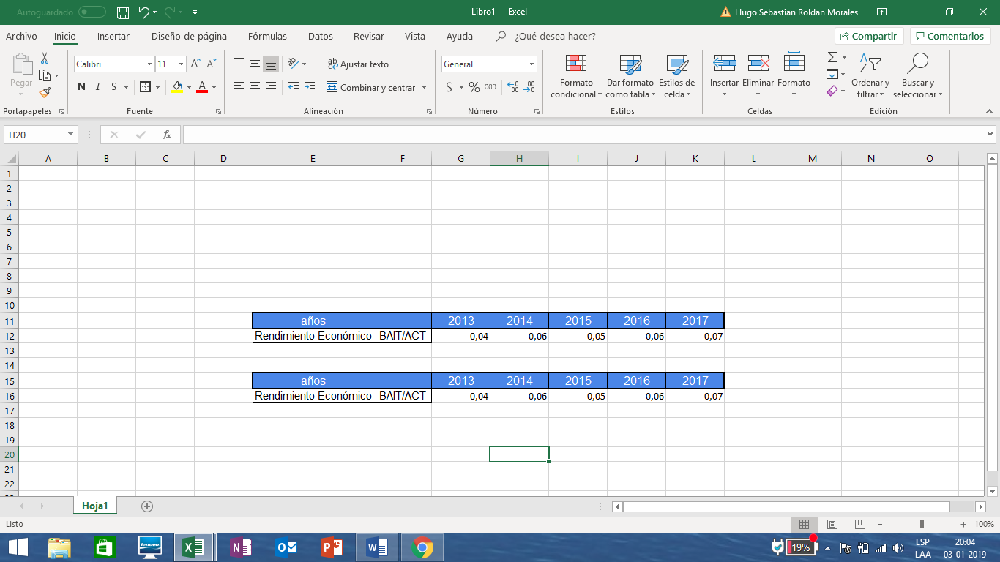 Autoguardado
Libro1 - Excel
Hugo Sebastian Roldan Morales
Archivo Inicio Insertar Diseño de página Fórmulas Datos Revisar Vista Ayuda ¿Qué desea hacer? Compartir Comentarios
Pegar
Calibri 11
N I S A
Ajustar texto
Combinar y centrar
General
$ % 000
Formato condicional
Dar formato como tabla
Estilos de celda
Insertar Eliminar Formato
Ordenar y filtrar
Buscar y seleccionar
Portapapeles Fuente Alineación Número Estilos Celdas Edición
H20 fx
A B C D E F G H I J K L M N O
1
2
3
4
5
6
7
8
9
10
11 años 2013 2014 2015 2016 2017
12 Rendimiento Económico BAIT/ACT -0,04 0,06 0,05 0,06 0,07
13
14
15 años 2013 2014 2015 2016 2017
16 Rendimiento Económico BAIT/ACT -0,04 0,06 0,05 0,06 0,07
17
18
19
20
21
22
Hoja1
Listo 100%
lenovo
19%
ESP 20:04
LAA 03-01-2019